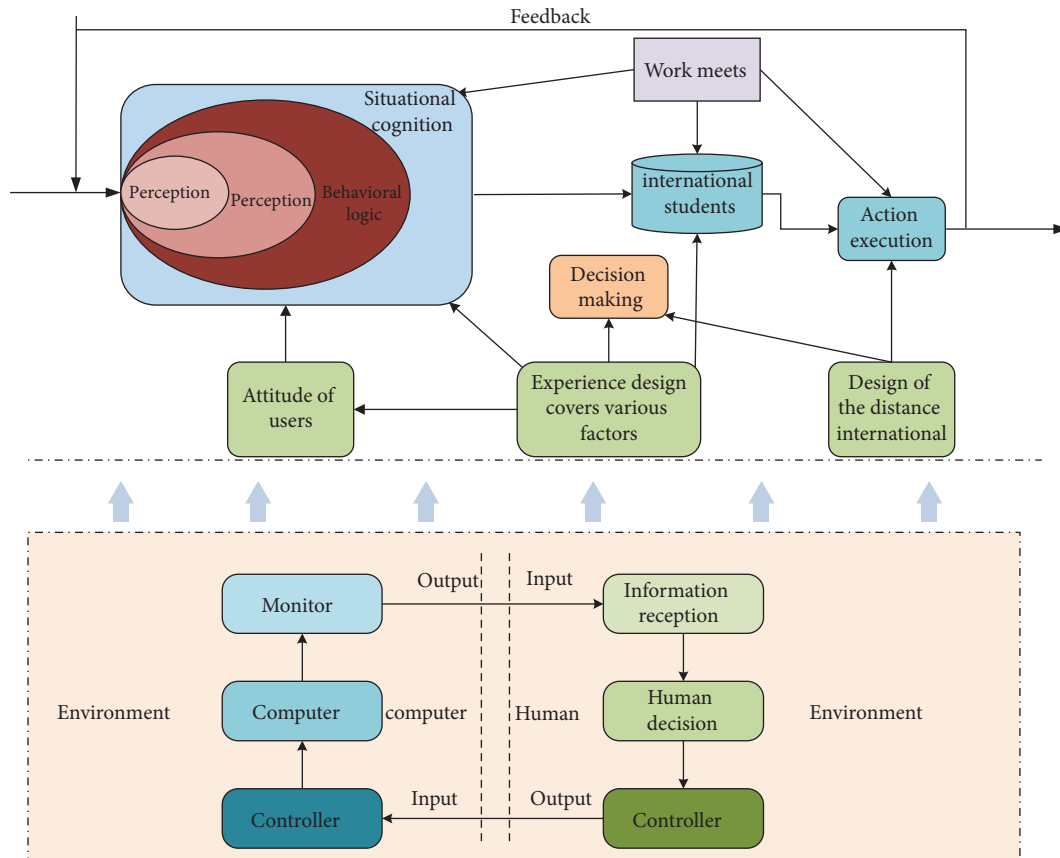 Feedback
Work meets
Situational
cognition
Perception
Perception
Behavioral
logic
international
students
Action
execution
Decision
making
Attitude of
users
Experience design
covers various
factors
Design of
the distance
international
Output
Input
Monitor
Information
reception
Environment
Computer
computer
Human
Human
decision
Environment
Controller
Input
Output
Controller